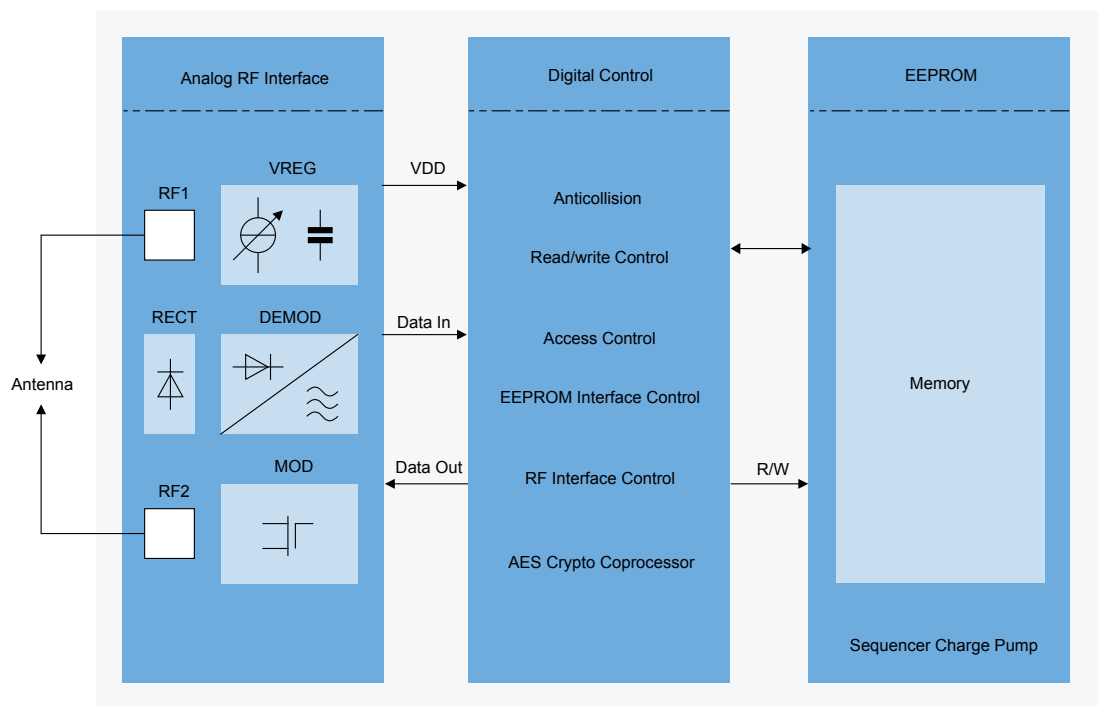 Analog RF Interface
Digital Control
EEPROM
VREG
VDD
RF1
Anticollision
Read/write Control
RECT
DEMOD
Data In
Access Control
Antenna
Memory
EEPROM Interface Control
MOD
Data Out
R/W
RF2
RF Interface Control
AES Crypto Coprocessor
Sequencer Charge Pump